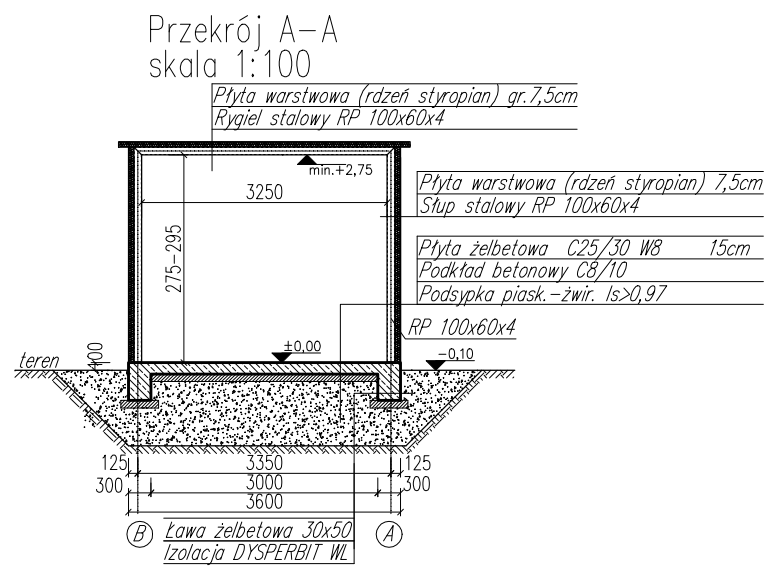 Przekrój A-A
skala 1:100
Płyta warstwowa (rdzeń styropian) gr.7,5cm
Rygiel stalowy RP 100x60x4
min.+2,75
3250
275-295
Płyta warstwowa (rdzeń styropian) 7,5cm
Słup stalowy RP 100x60x4
Płyta żelbetowa C25/30 W8 15cm
Podkład betonowy C8/10
Podsypka piask.-żwir. Is>0,97
RP 100x60x4
±0,00
-0,10
teren
400
125 3350 125
300 3000 300
3600
B A
Ława żelbetowa 30x50
Izolacja DYSPERBIT WL